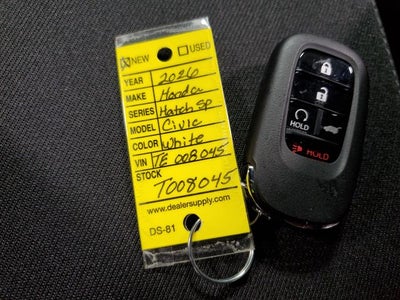 NEW USED
YEAR 2026
MAKE Honda
SERIES Hatch Sp
MODEL Civic
COLOR White
VIN TE 008045
STOCK T008045
www.dealersupply.com
DS-81
HOLD
HOLD